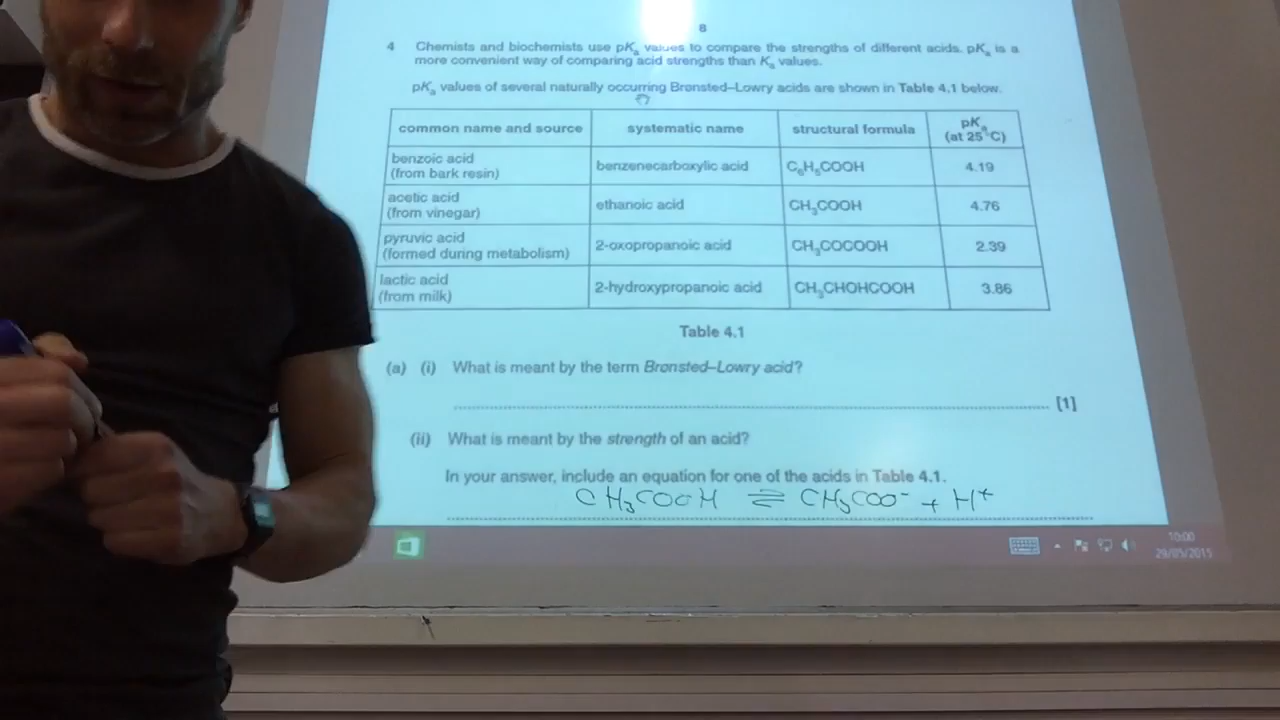 8
4 Chemists and biochemists use pKa values to compare the strengths of different acids. pKa is a
more convenient way of comparing acid strengths than Ka values.
pKa values of several naturally occurring Brønsted–Lowry acids are shown in Table 4.1 below.
common name and source systematic name structural formula pKa (at 25°C)
benzoic acid (from bark resin) benzenecarboxylic acid C6H5COOH 4.19
acetic acid (from vinegar) ethanoic acid CH3COOH 4.76
pyruvic acid (formed during metabolism) 2-oxopropanoic acid CH3COCOOH 2.39
lactic acid (from milk) 2-hydroxypropanoic acid CH3CHOHCOOH 3.86
Table 4.1
(a) (i) What is meant by the term Brønsted–Lowry acid?
[1]
(ii) What is meant by the strength of an acid?
In your answer, include an equation for one of the acids in Table 4.1.
CH3COOH ⇌ CH3COO⁻ + H⁺
10:00
29/05/2015